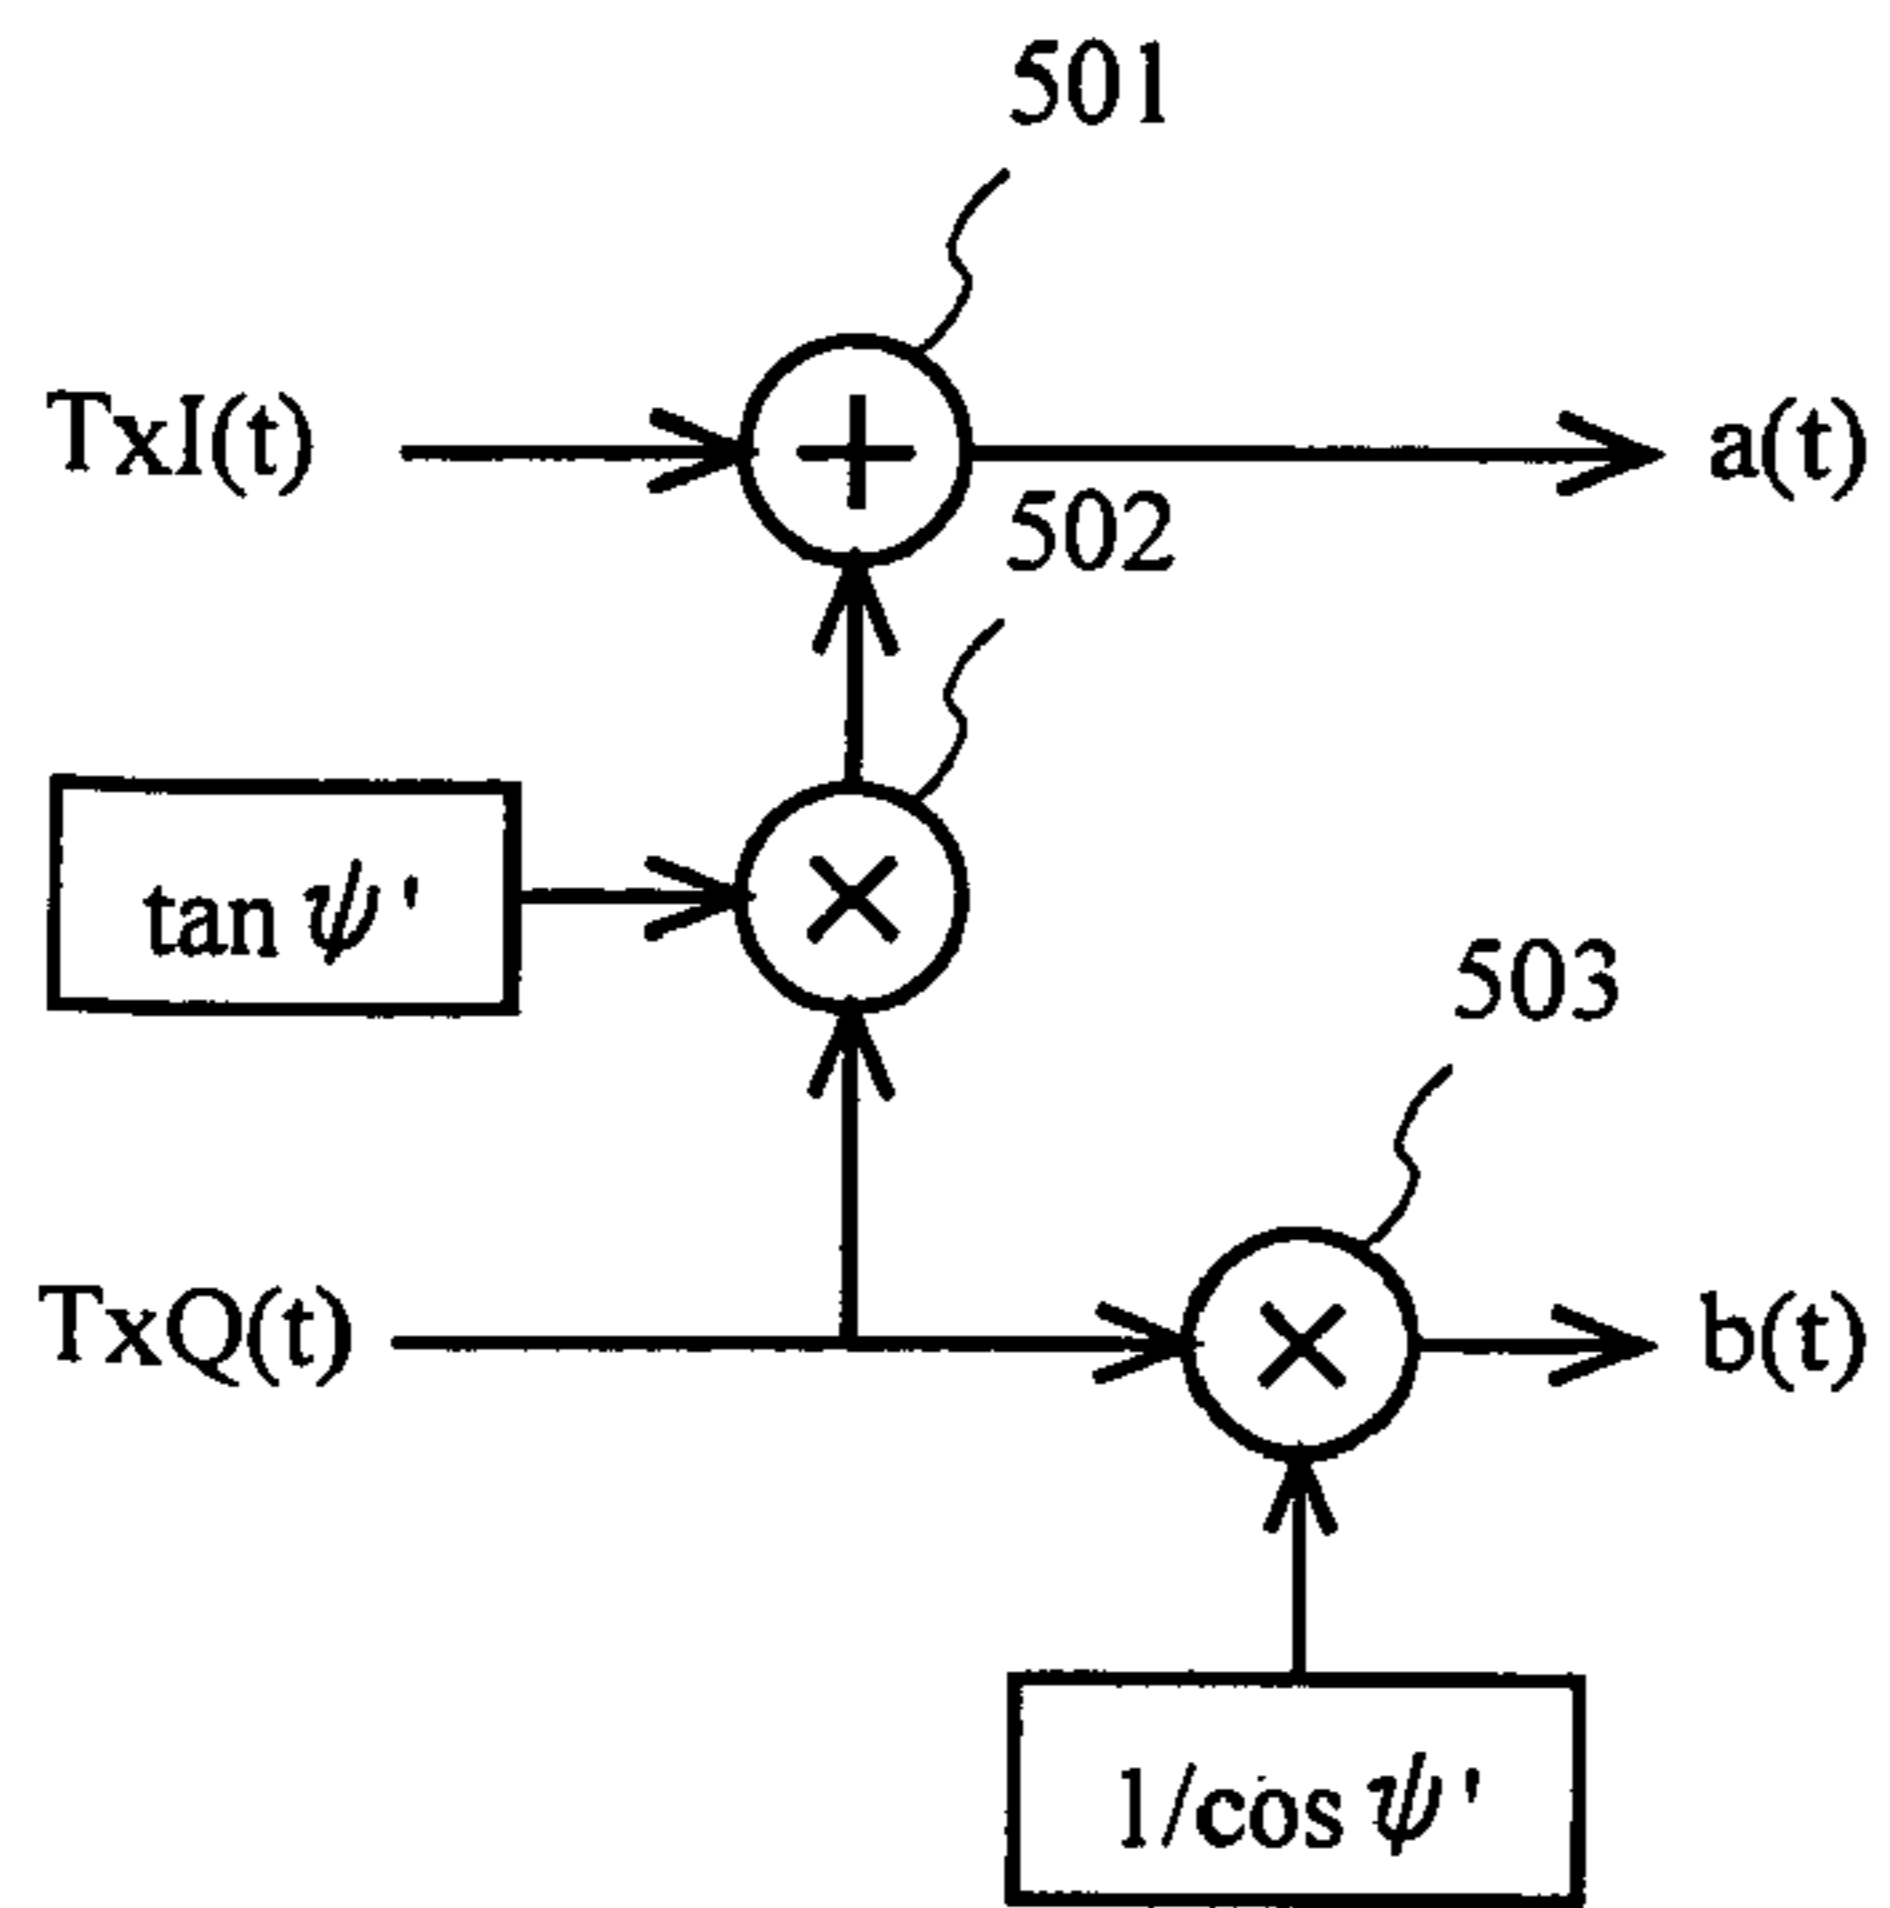 501
TxI(t)
a(t)
502
tan ψ'
503
TxQ(t)
b(t)
1/cos ψ'